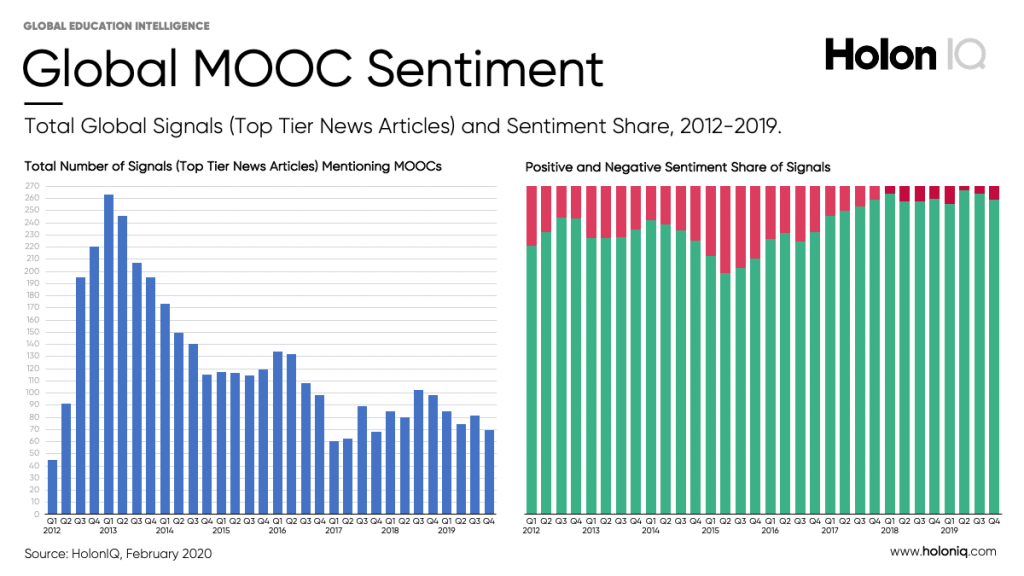 GLOBAL EDUCATION INTELLIGENCE
Global MOOC Sentiment
Holon IQ
Total Global Signals (Top Tier News Articles) and Sentiment Share, 2012-2019.
Total Number of Signals (Top Tier News Articles) Mentioning MOOCs
270
260
250
240
230
220
210
200
190
180
170
160
150
140
130
120
110
100
90
80
70
60
50
40
30
20
10
0
Q1 Q2 Q3 Q4 Q1 Q2 Q3 Q4 Q1 Q2 Q3 Q4 Q1 Q2 Q3 Q4 Q1 Q2 Q3 Q4 Q1 Q2 Q3 Q4 Q1 Q2 Q3 Q4 Q1 Q2 Q3 Q4
2012 2013 2014 2015 2016 2017 2018 2019
Positive and Negative Sentiment Share of Signals
Q1 Q2 Q3 Q4 Q1 Q2 Q3 Q4 Q1 Q2 Q3 Q4 Q1 Q2 Q3 Q4 Q1 Q2 Q3 Q4 Q1 Q2 Q3 Q4 Q1 Q2 Q3 Q4 Q1 Q2 Q3 Q4
2012 2013 2014 2015 2016 2017 2018 2019
Source: HolonIQ, February 2020
www.holoniq.com